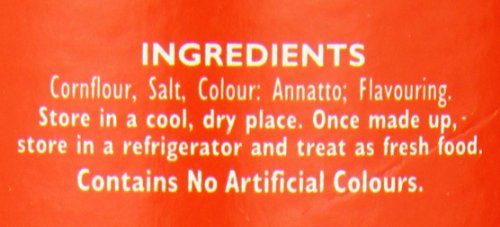 INGREDIENTS
Cornflour, Salt, Colour: Annatto; Flavouring.
Store in a cool, dry place. Once made up,
store in a refrigerator and treat as fresh food.
Contains No Artificial Colours.